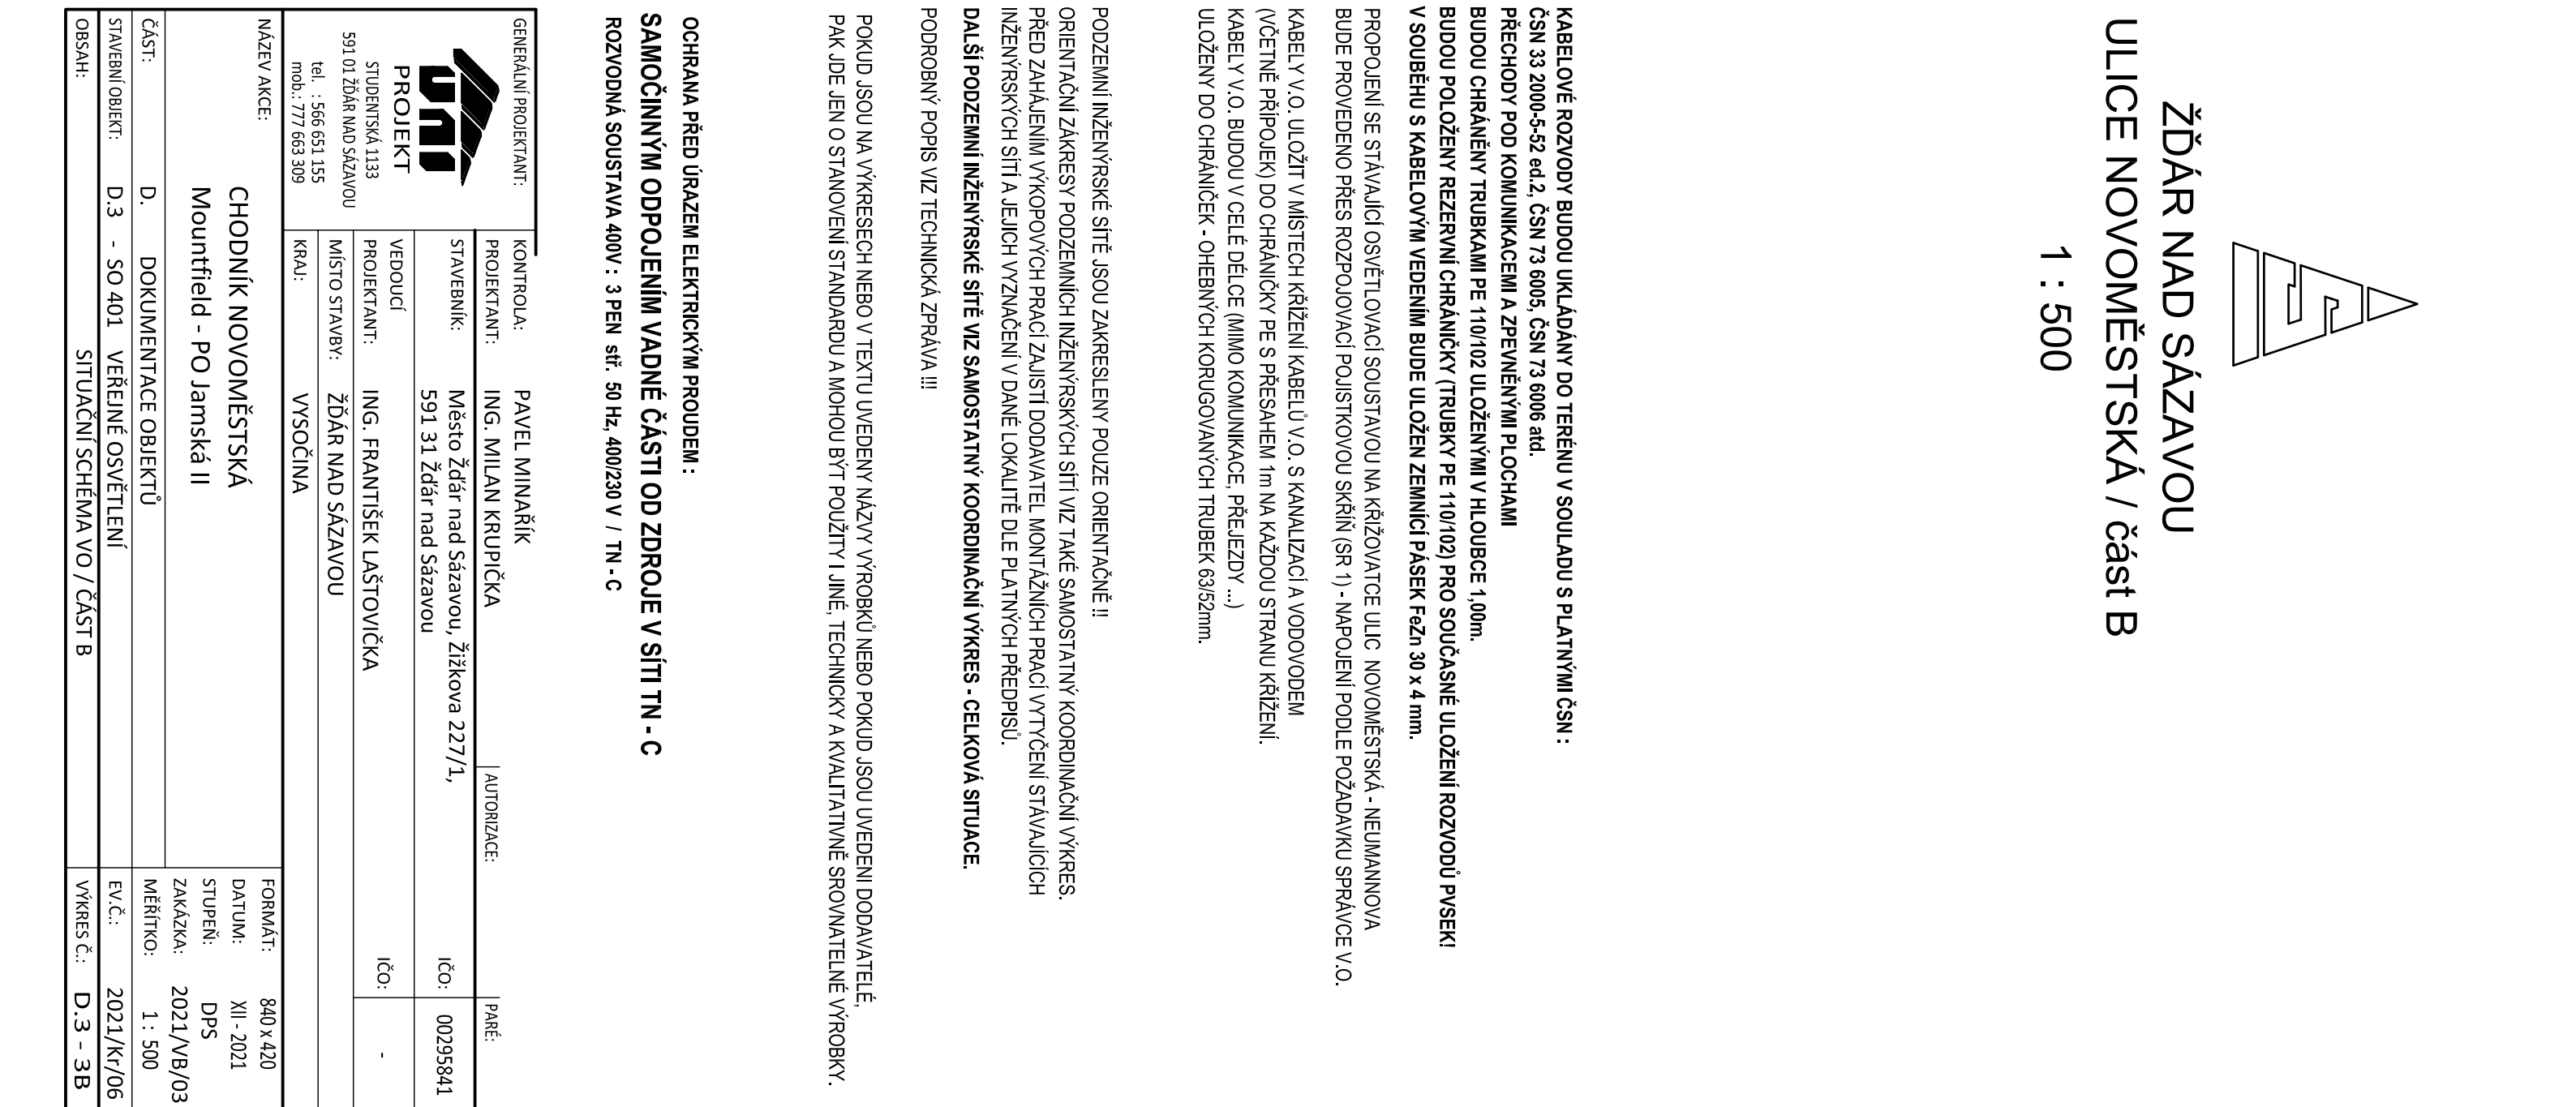 ŽĎÁR NAD SÁZAVOU
ULICE NOVOMĚSTSKÁ / část B
1 : 500
KABELOVÉ ROZVODY BUDOU UKLÁDÁNY DO TERÉNU V SOULADU S PLATNÝMI ČSN :
ČSN 33 2000-5-52 ed.2, ČSN 73 6005, ČSN 73 6006 atd.
PŘECHODY POD KOMUNIKACEMI A ZPEVNĚNÝMI PLOCHAMI
BUDOU CHRÁNĚNY TRUBKAMI PE 110/102 ULOŽENÝMI V HLOUBCE 1,00m.
BUDOU POLOŽENY REZERVNÍ CHRÁNIČKY (TRUBKY PE 110/102) PRO SOUČASNÉ ULOŽENÍ ROZVODŮ PVSEK!
V SOUBĚHU S KABELOVÝM VEDENÍM BUDE ULOŽEN ZEMNÍCÍ PÁSEK FeZn 30 x 4 mm.
PROPOJENÍ SE STÁVAJÍCÍ OSVĚTLOVACÍ SOUSTAVOU NA KŘIŽOVATCE ULIC NOVOMĚSTSKÁ - NEUMANNOVA
BUDE PROVEDENO PŘES ROZPOJOVACÍ POJISTKOVOU SKŘÍŇ (SR 1) - NAPOJENÍ PODLE POŽADAVKU SPRÁVCE V.O.
KABELY V.O. ULOŽIT V MÍSTECH KŘÍŽENÍ KABELŮ V.O. S KANALIZACÍ A VODOVODEM
(VČETNĚ PŘÍPOJEK) DO CHRÁNIČKY PE S PŘESAHEM 1m NA KAŽDOU STRANU KŘÍŽENÍ.
KABELY V.O. BUDOU V CELÉ DÉLCE (MIMO KOMUNIKACE, PŘEJEZDY ...)
ULOŽENY DO CHRÁNIČEK - OHEBNÝCH KORUGOVANÝCH TRUBEK 63/52mm.
PODZEMNÍ INŽENÝRSKÉ SÍTĚ JSOU ZAKRESLENY POUZE ORIENTAČNĚ !!
ORIENTAČNÍ ZÁKRESY PODZEMNÍCH INŽENÝRSKÝCH SÍTÍ VIZ TAKÉ SAMOSTATNÝ KOORDINAČNÍ VÝKRES.
PŘED ZAHÁJENÍM VÝKOPOVÝCH PRACÍ ZAJISTÍ DODAVATEL MONTÁŽNÍCH PRACÍ VYTYČENÍ STÁVAJÍCÍCH
INŽENÝRSKÝCH SÍTÍ A JEJICH VYZNAČENÍ V DANÉ LOKALITĚ DLE PLATNÝCH PŘEDPISŮ.
DALŠÍ PODZEMNÍ INŽENÝRSKÉ SÍTĚ VIZ SAMOSTATNÝ KOORDINAČNÍ VÝKRES - CELKOVÁ SITUACE.
PODROBNÝ POPIS VIZ TECHNICKÁ ZPRÁVA !!!
POKUD JSOU NA VÝKRESECH NEBO V TEXTU UVEDENY NÁZVY VÝROBKŮ NEBO POKUD JSOU UVEDENI DODAVATELÉ,
PAK JDE JEN O STANOVENÍ STANDARDU A MOHOU BÝT POUŽITY I JINÉ, TECHNICKY A KVALITATIVNĚ SROVNATELNÉ VÝROBKY.
OCHRANA PŘED ÚRAZEM ELEKTRICKÝM PROUDEM :
SAMOČINNÝM ODPOJENÍM VADNÉ ČÁSTI OD ZDROJE V SÍTI TN - C
ROZVODNÁ SOUSTAVA 400V : 3 PEN stř. 50 Hz, 400/230 V / TN - C
GENERÁLNÍ PROJEKTANT:
PROJEKT
STUDENTSKÁ 1133
591 01 ŽĎÁR NAD SÁZAVOU
tel. : 566 651 155
mob.: 777 663 309
KONTROLA: PAVEL MINAŘÍK
PROJEKTANT: ING. MILAN KRUPIČKA
AUTORIZACE:
PARÉ:
STAVEBNÍK: Město Žďár nad Sázavou, Žižkova 227/1,
591 31 Žďár nad Sázavou
IČO: 00295841
VEDOUCÍ
PROJEKTANT: ING. FRANTIŠEK LAŠTOVIČKA
IČO: -
MÍSTO STAVBY: ŽĎÁR NAD SÁZAVOU
KRAJ: VYSOČINA
NÁZEV AKCE:
CHODNÍK NOVOMĚSTSKÁ
Mountfield - PO Jamská II
FORMÁT: 840 x 420
DATUM: XII - 2021
STUPEŇ: DPS
ZAKÁZKA: 2021/VB/03
ČÁST: D. DOKUMENTACE OBJEKTŮ
MĚŘÍTKO: 1 : 500
STAVEBNÍ OBJEKT: D.3 - SO 401 VEŘEJNÉ OSVĚTLENÍ
EV.Č.: 2021/Kr/06
OBSAH: SITUAČNÍ SCHÉMA VO / ČÁST B
VÝKRES Č.: D.3 - 3B